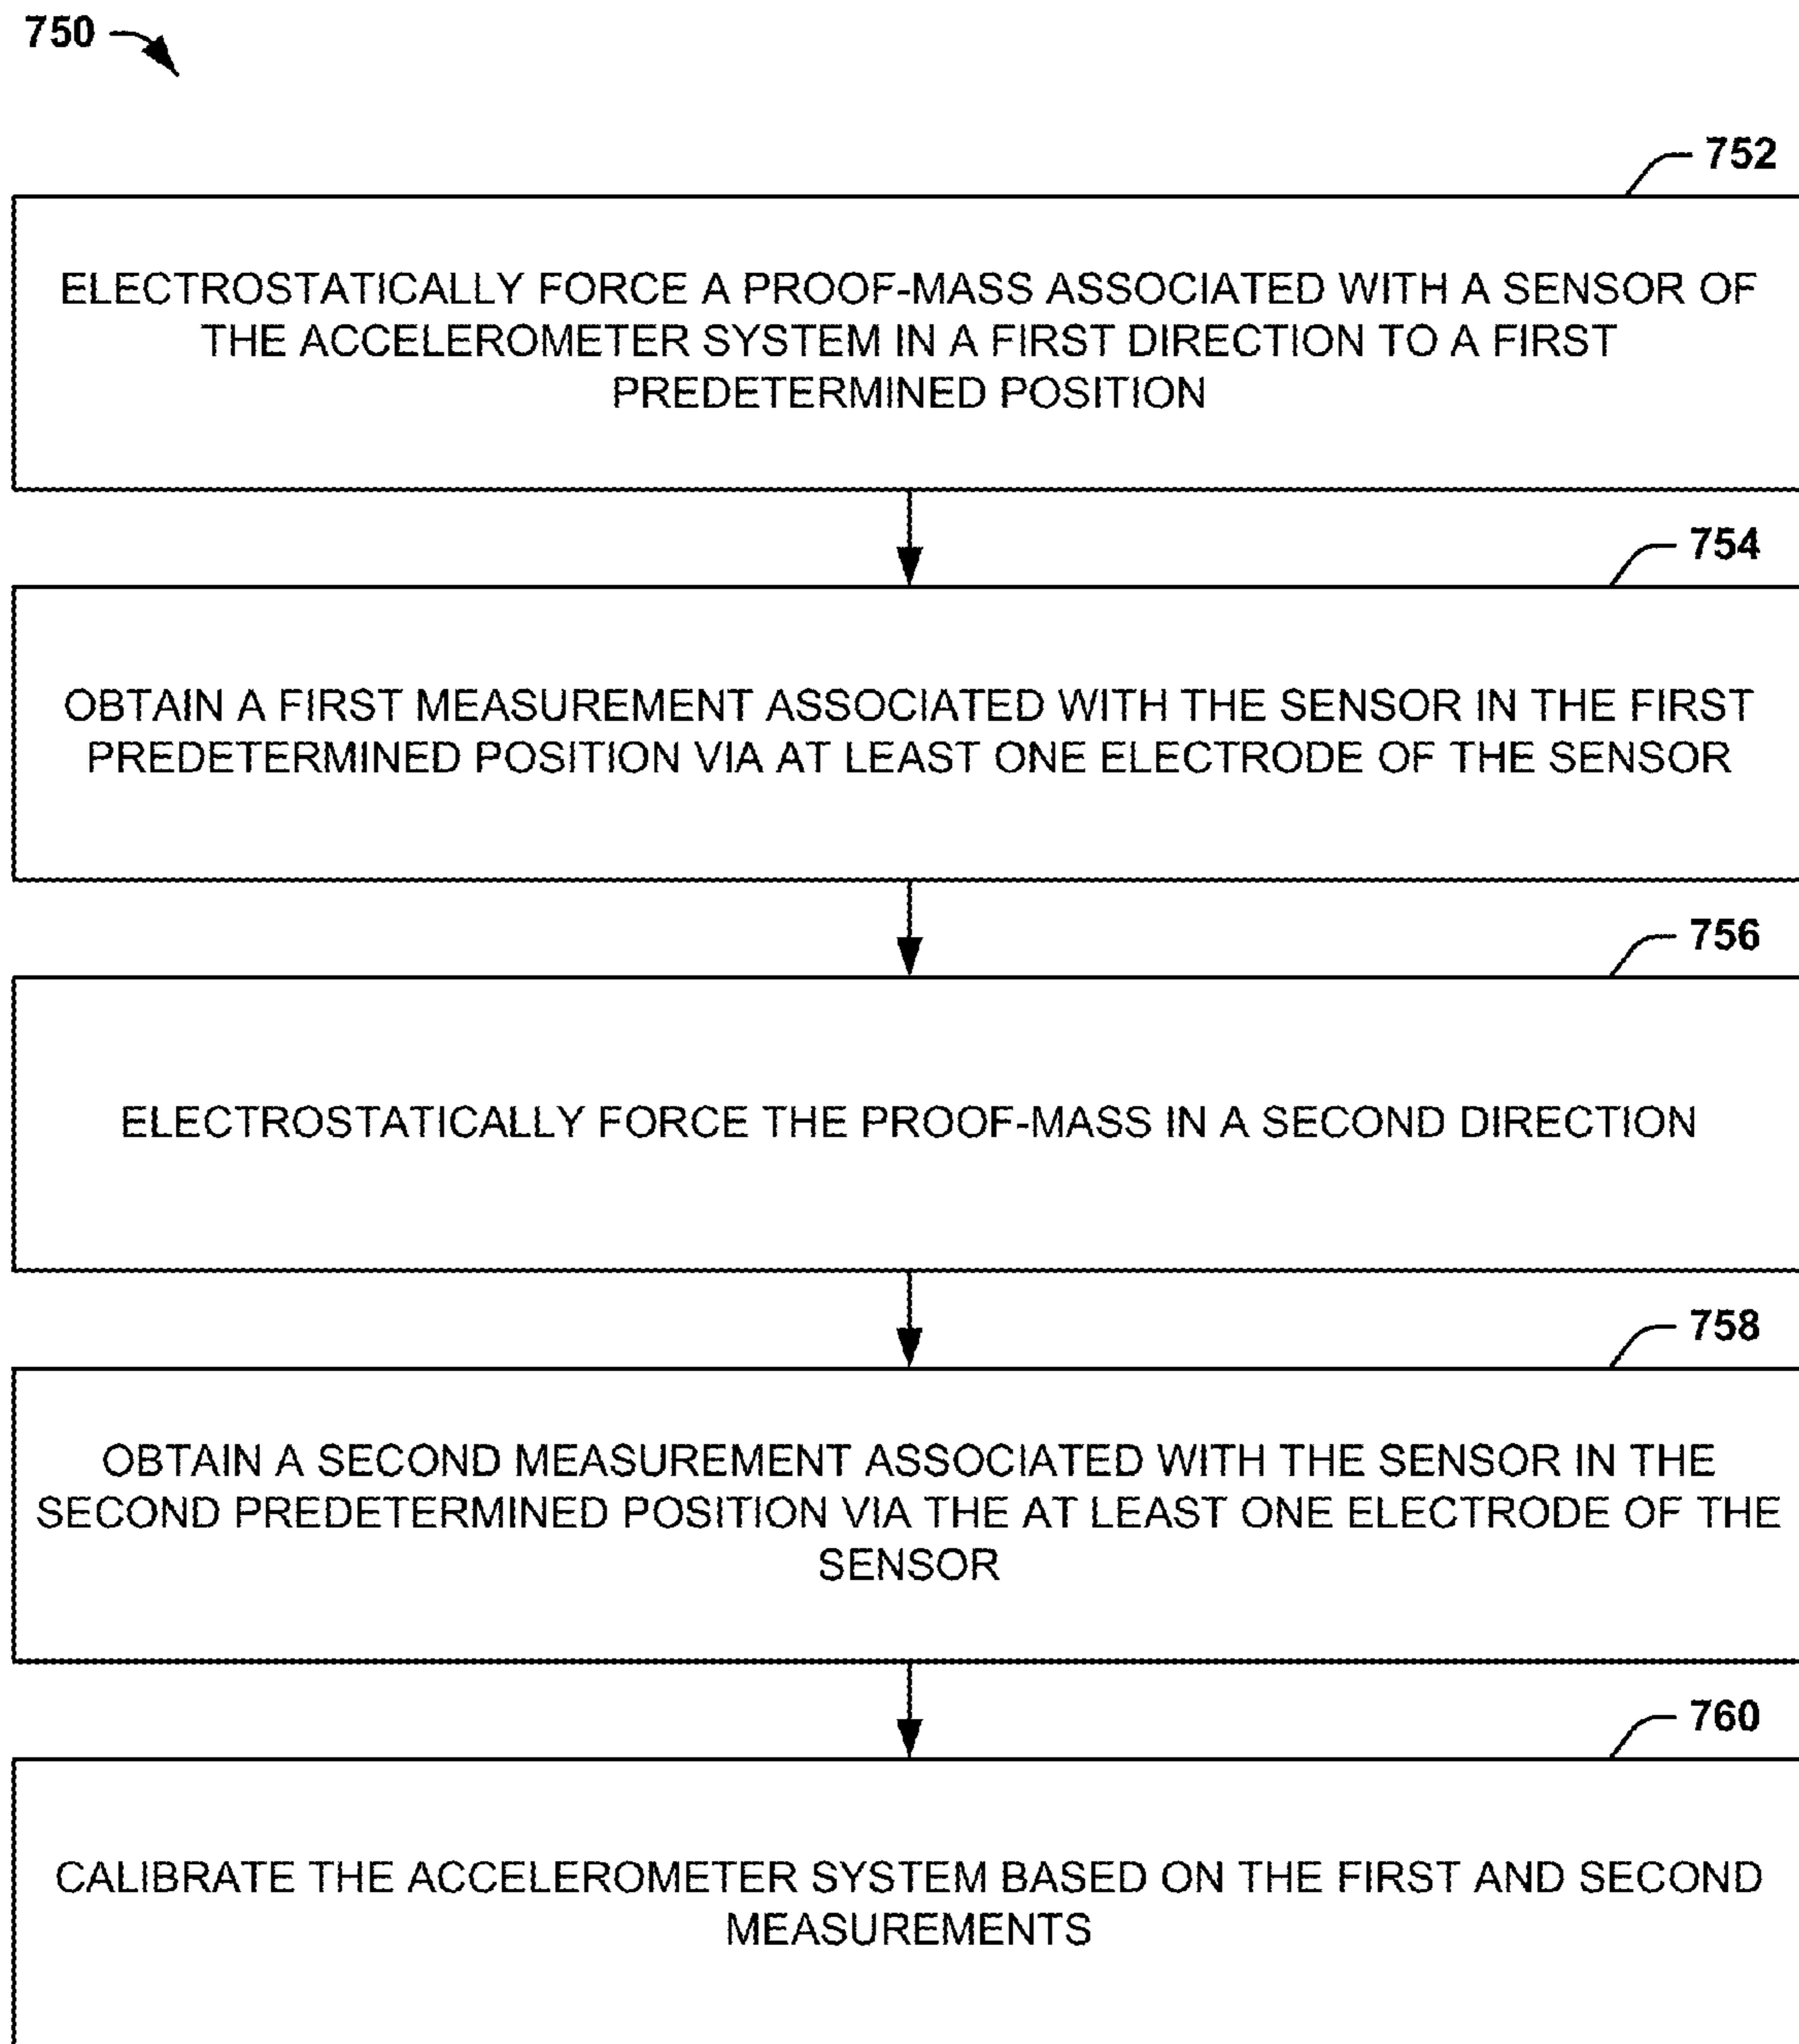 750
752
ELECTROSTATICALLY FORCE A PROOF-MASS ASSOCIATED WITH A SENSOR OF
THE ACCELEROMETER SYSTEM IN A FIRST DIRECTION TO A FIRST
PREDETERMINED POSITION
754
OBTAIN A FIRST MEASUREMENT ASSOCIATED WITH THE SENSOR IN THE FIRST
PREDETERMINED POSITION VIA AT LEAST ONE ELECTRODE OF THE SENSOR
756
ELECTROSTATICALLY FORCE THE PROOF-MASS IN A SECOND DIRECTION
758
OBTAIN A SECOND MEASUREMENT ASSOCIATED WITH THE SENSOR IN THE
SECOND PREDETERMINED POSITION VIA THE AT LEAST ONE ELECTRODE OF THE
SENSOR
760
CALIBRATE THE ACCELEROMETER SYSTEM BASED ON THE FIRST AND SECOND
MEASUREMENTS